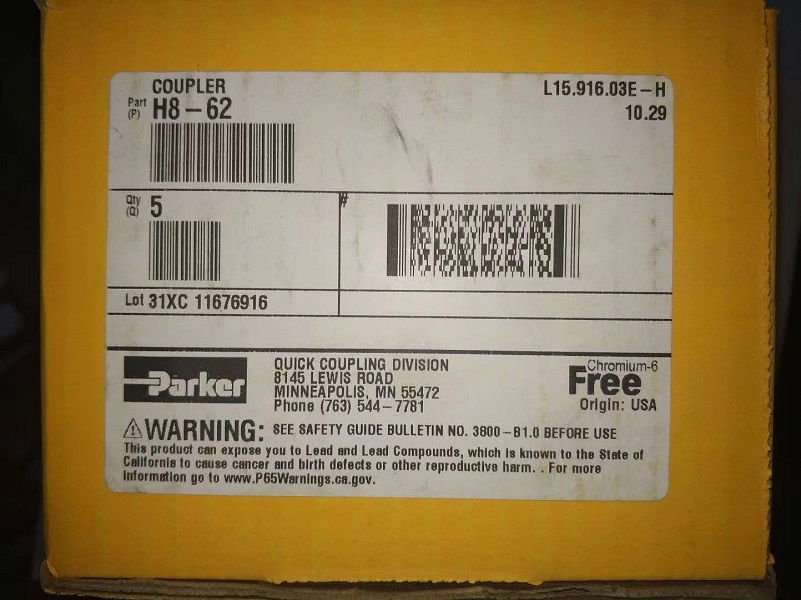 COUPLER
L15.916.03E-H
Part (P) H8-62
10.29
Qty (Q) 5
#
Lot 31XC 11676916
Parker
QUICK COUPLING DIVISION
8145 LEWIS ROAD
MINNEAPOLIS, MN 55472
Phone (763) 544-7781
Chromium-6
Free
Origin: USA
WARNING: SEE SAFETY GUIDE BULLETIN NO. 3800-B1.0 BEFORE USE
This product can expose you to Lead and Lead Compounds, which is known to the State of
California to cause cancer and birth defects or other reproductive harm. . For more
information go to www.P65Warnings.ca.gov.